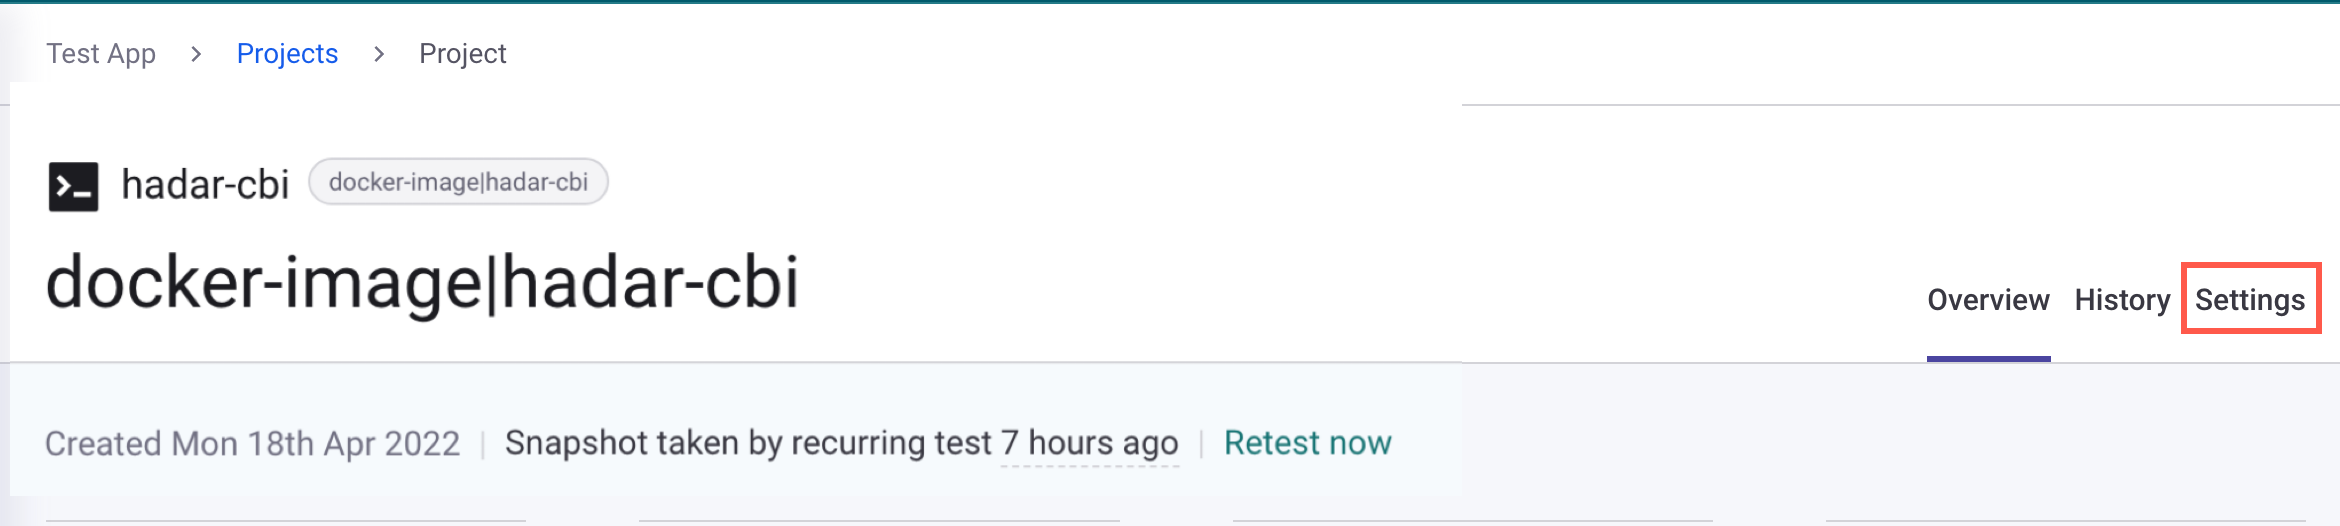 Test App > Projects > Project
hadar-cbi docker-image|hadar-cbi
docker-image|hadar-cbi
Overview History Settings
Created Mon 18th Apr 2022 | Snapshot taken by recurring test 7 hours ago | Retest now